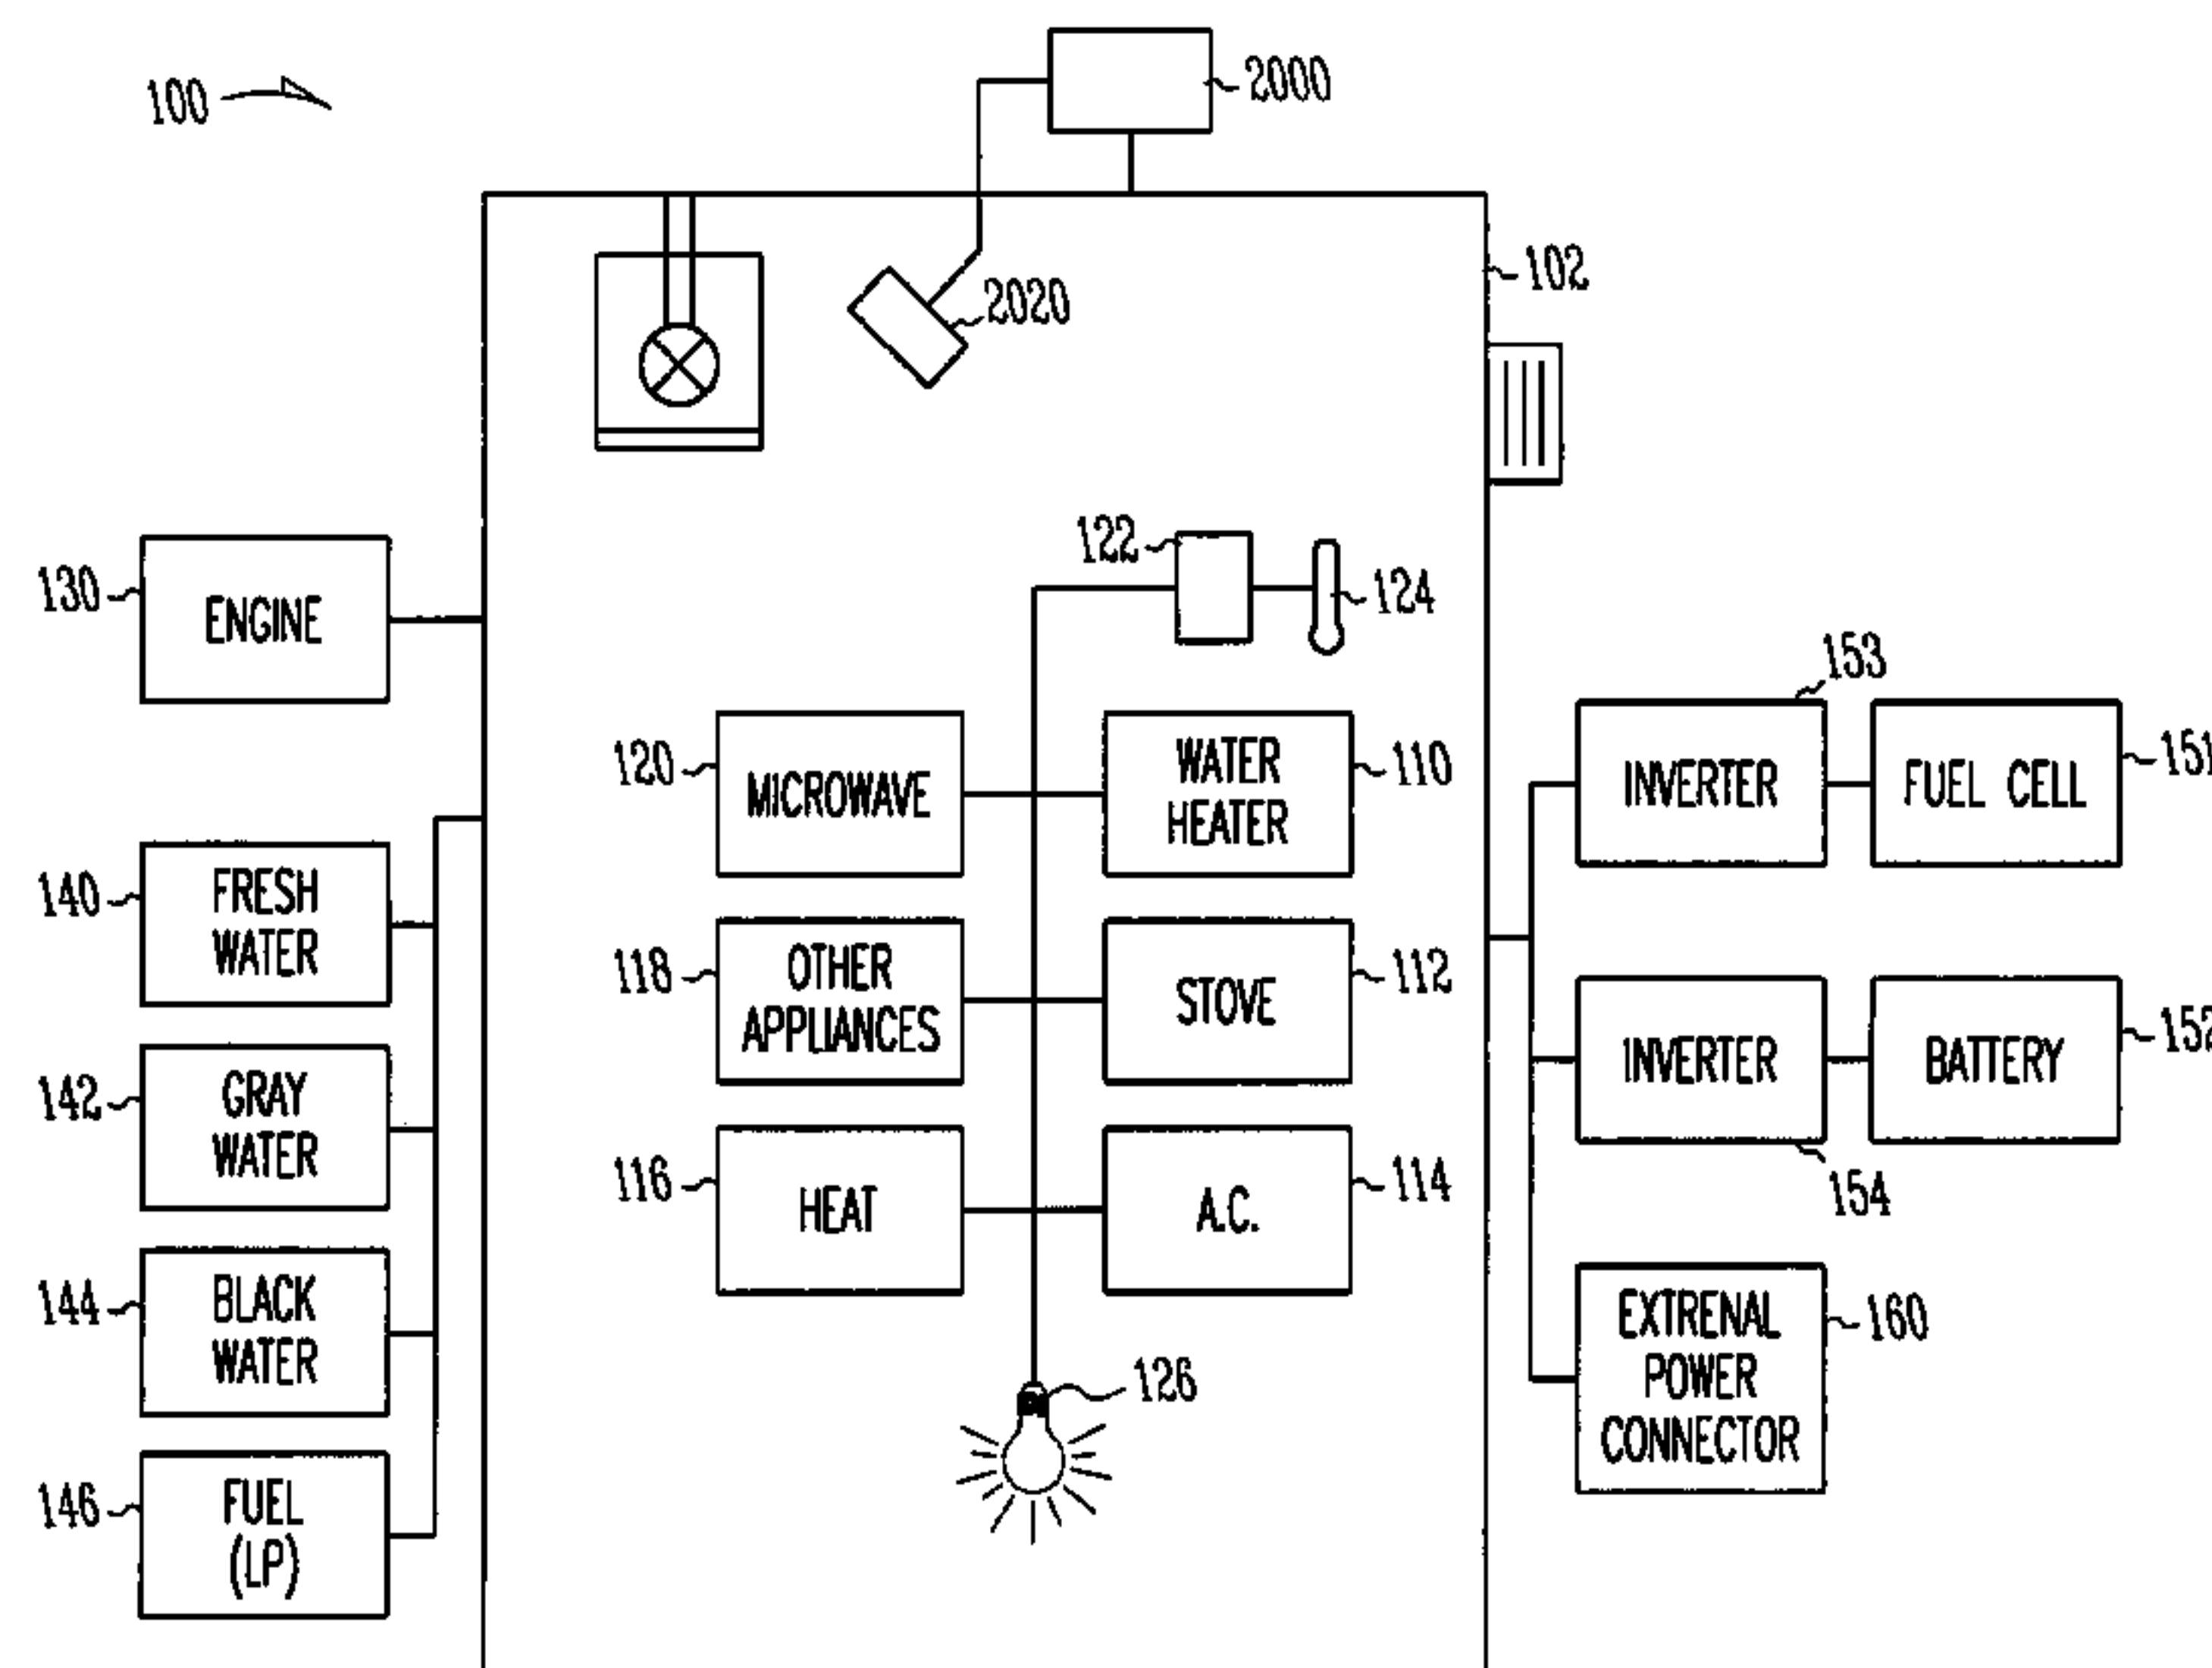 100
2000
102
2020
122
124
130
ENGINE
153
120
MICROWAVE
WATER
HEATER
110
INVERTER
FUEL CELL
151
140
FRESH
WATER
118
OTHER
APPLIANCES
STOVE
112
INVERTER
BATTERY
152
142
GRAY
WATER
116
HEAT
A.C.
114
154
144
BLACK
WATER
126
EXTRENAL
POWER
CONNECTOR
160
146
FUEL
(LP)